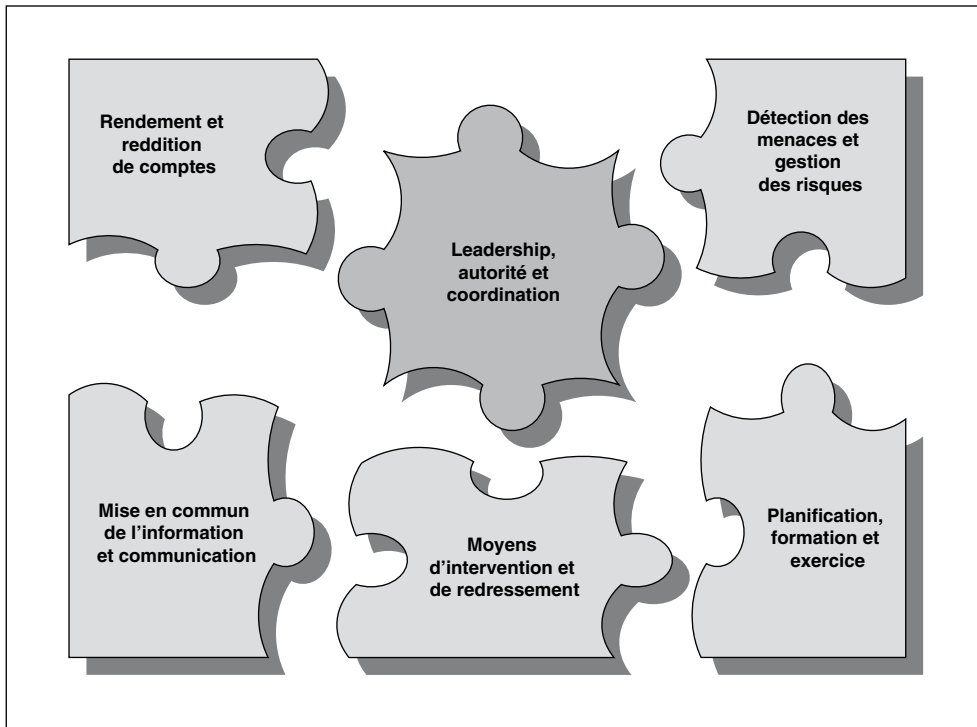 Rendement et
reddition
de comptes
Leadership,
autorité et
coordination
Détection des
menaces et
gestion
des risques
Mise en commun
de l'information
et communication
Moyens
d'intervention et
de redressement
Planification,
formation et
exercice